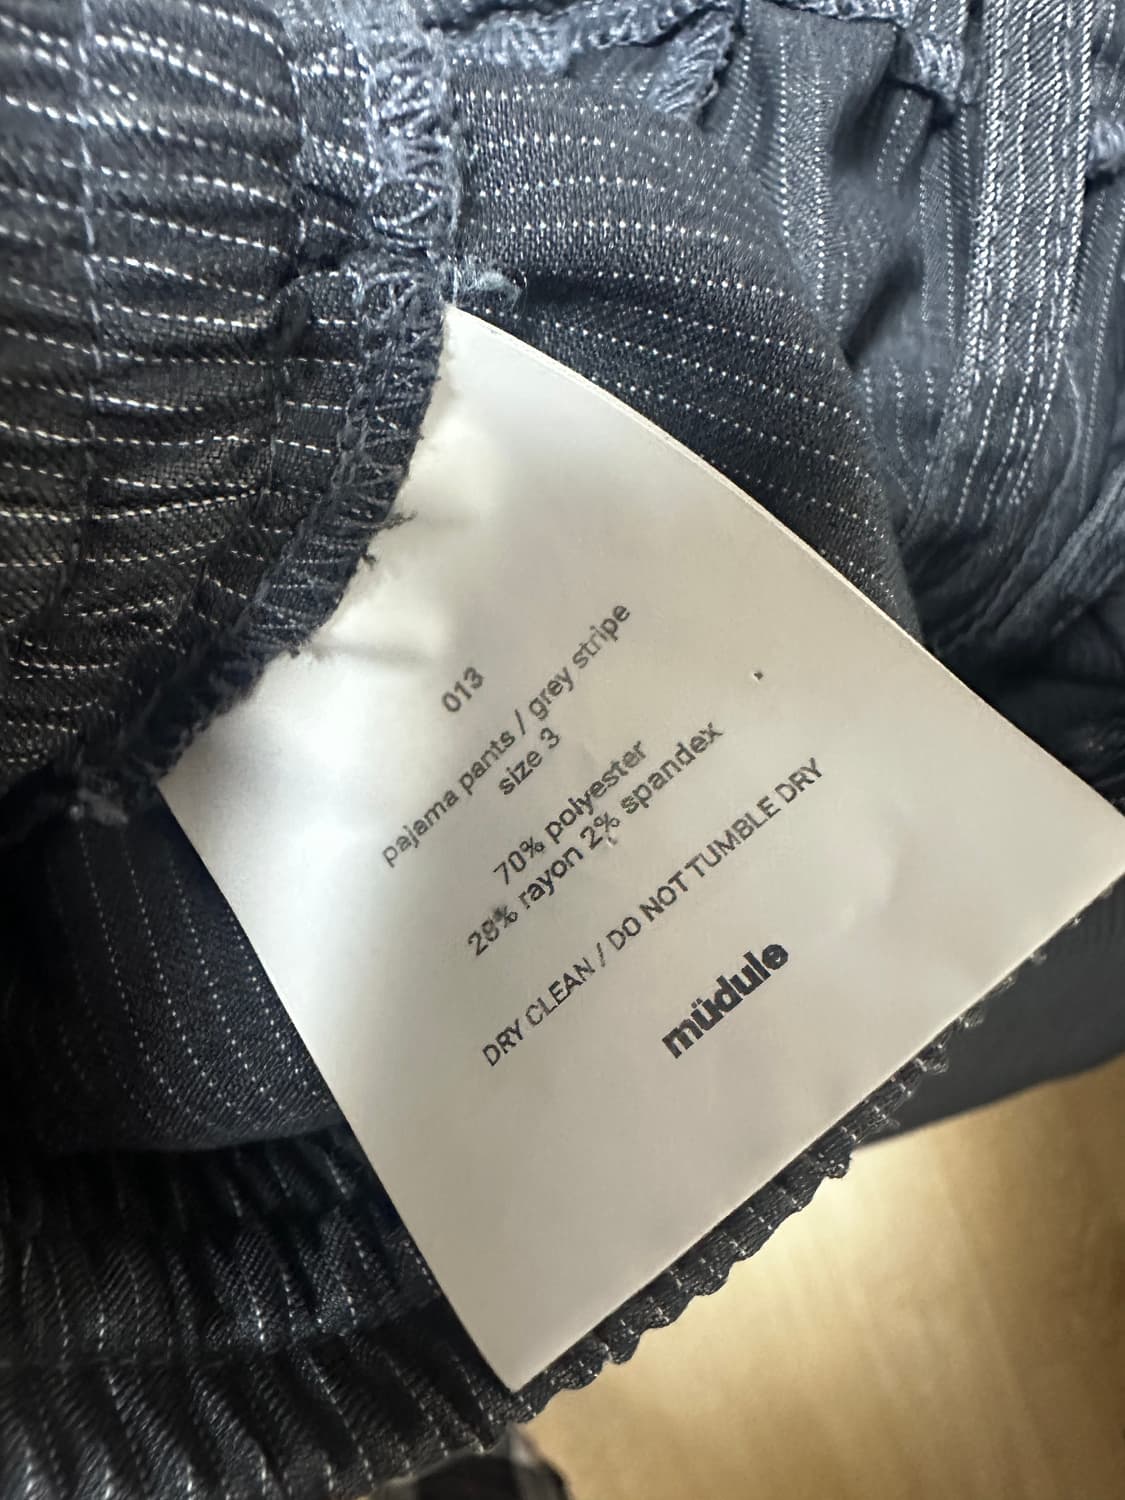 013
pajama pants / grey stripe
size 3
70% polyester
28% rayon 2% spandex
DRY CLEAN / DO NOT TUMBLE DRY
müdule